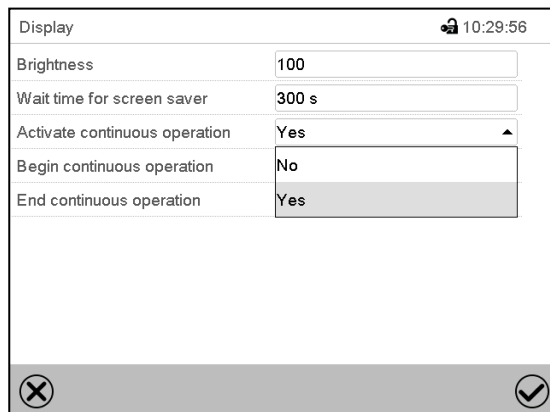 Display 10:29:56
Brightness 100
Wait time for screen saver 300 s
Activate continuous operation Yes
Begin continuous operation No
End continuous operation Yes